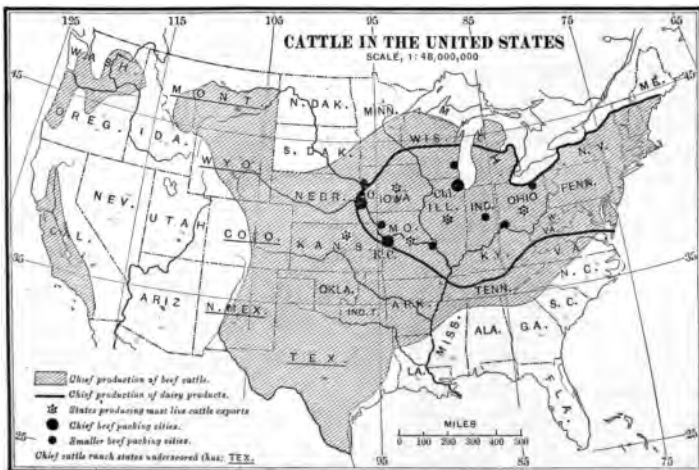 125 115 105 95 85 75 65
CATTLE IN THE UNITED STATES
SCALE, 1:48,000,000
WASH.
ME.
45 45
MONT. N.DAK. MINN.
OREG. IDA. WIS. N.Y.
S.DAK.
WYO.
NEBR. O. IOWA Chi. OHIO PENN.
NEV. ILL. IND.
UTAH W.
VA.
CAL. COLO. KANS. MO. KY. VA.
K.C.
35 35
N.C.
TENN.
OKLA. ARK. S.C.
ARIZ. N.MEX. IND.T.
MISS. ALA. GA.
TEX. LA.
FLA.
Chief production of beef cattle.
Chief production of dairy products.
States producing most live cattle exports
Chief beef packing cities.
Smaller beef packing cities.
Chief cattle ranch states underscored thus: TEX.
MILES
0 100 200 300 400 500
25 25
95 85 75